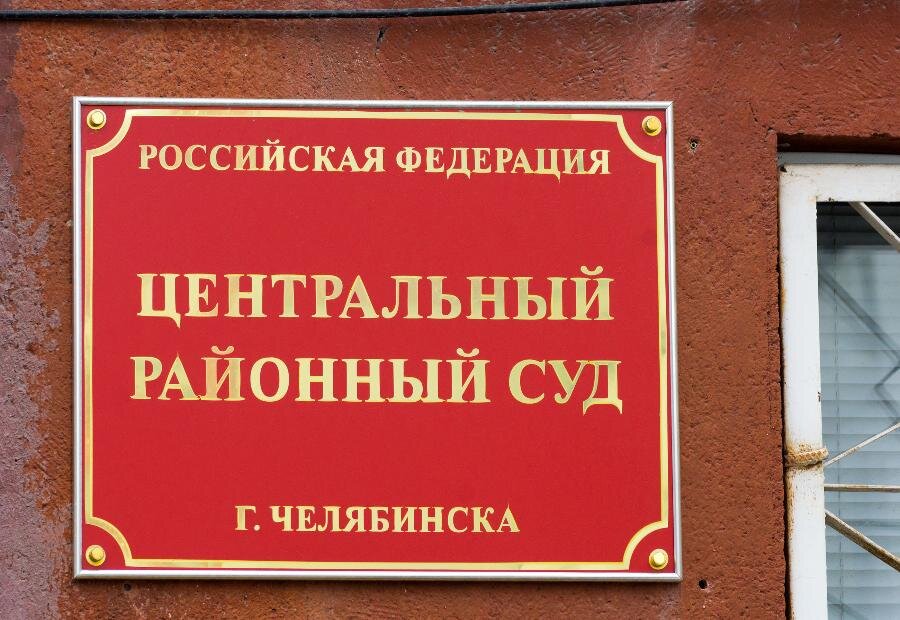 РОССИЙСКАЯ ФЕДЕРАЦИЯ
ЦЕНТРАЛЬНЫЙ
РАЙОННЫЙ СУД
Г. ЧЕЛЯБИНСКА